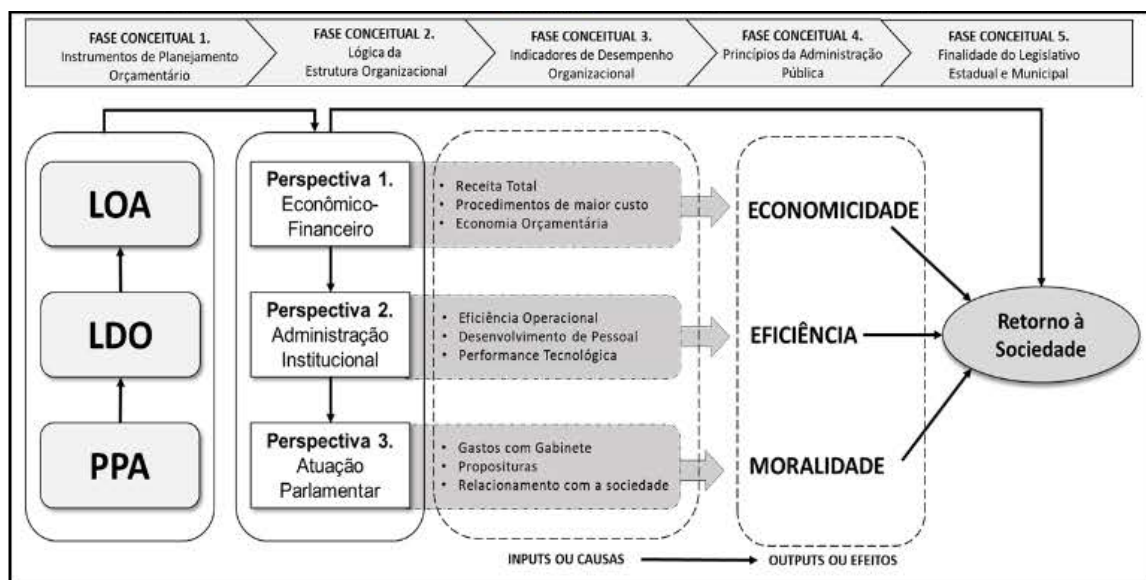 FASE CONCEITUAL 1.
Instrumentos de Planejamento
Orçamentário
FASE CONCEITUAL 2.
Lógica da
Estrutura Organizacional
FASE CONCEITUAL 3.
Indicadores de Desempenho
Organizacional
FASE CONCEITUAL 4.
Princípios da Administração
Pública
FASE CONCEITUAL 5.
Finalidade do Legislativo
Estadual e Municipal
LOA
LDO
PPA
Perspectiva 1.
Econômico-
Financeiro
Perspectiva 2.
Administração
Institucional
Perspectiva 3.
Atuação
Parlamentar
• Receita Total
• Procedimentos de maior custo
• Economia Orçamentária
• Eficiência Operacional
• Desenvolvimento de Pessoal
• Performance Tecnológica
• Gastos com Gabinete
• Proposituras
• Relacionamento com a sociedade
ECONOMICIDADE
EFICIÊNCIA
MORALIDADE
Retorno à
Sociedade
INPUTS OU CAUSAS
OUTPUTS OU EFEITOS